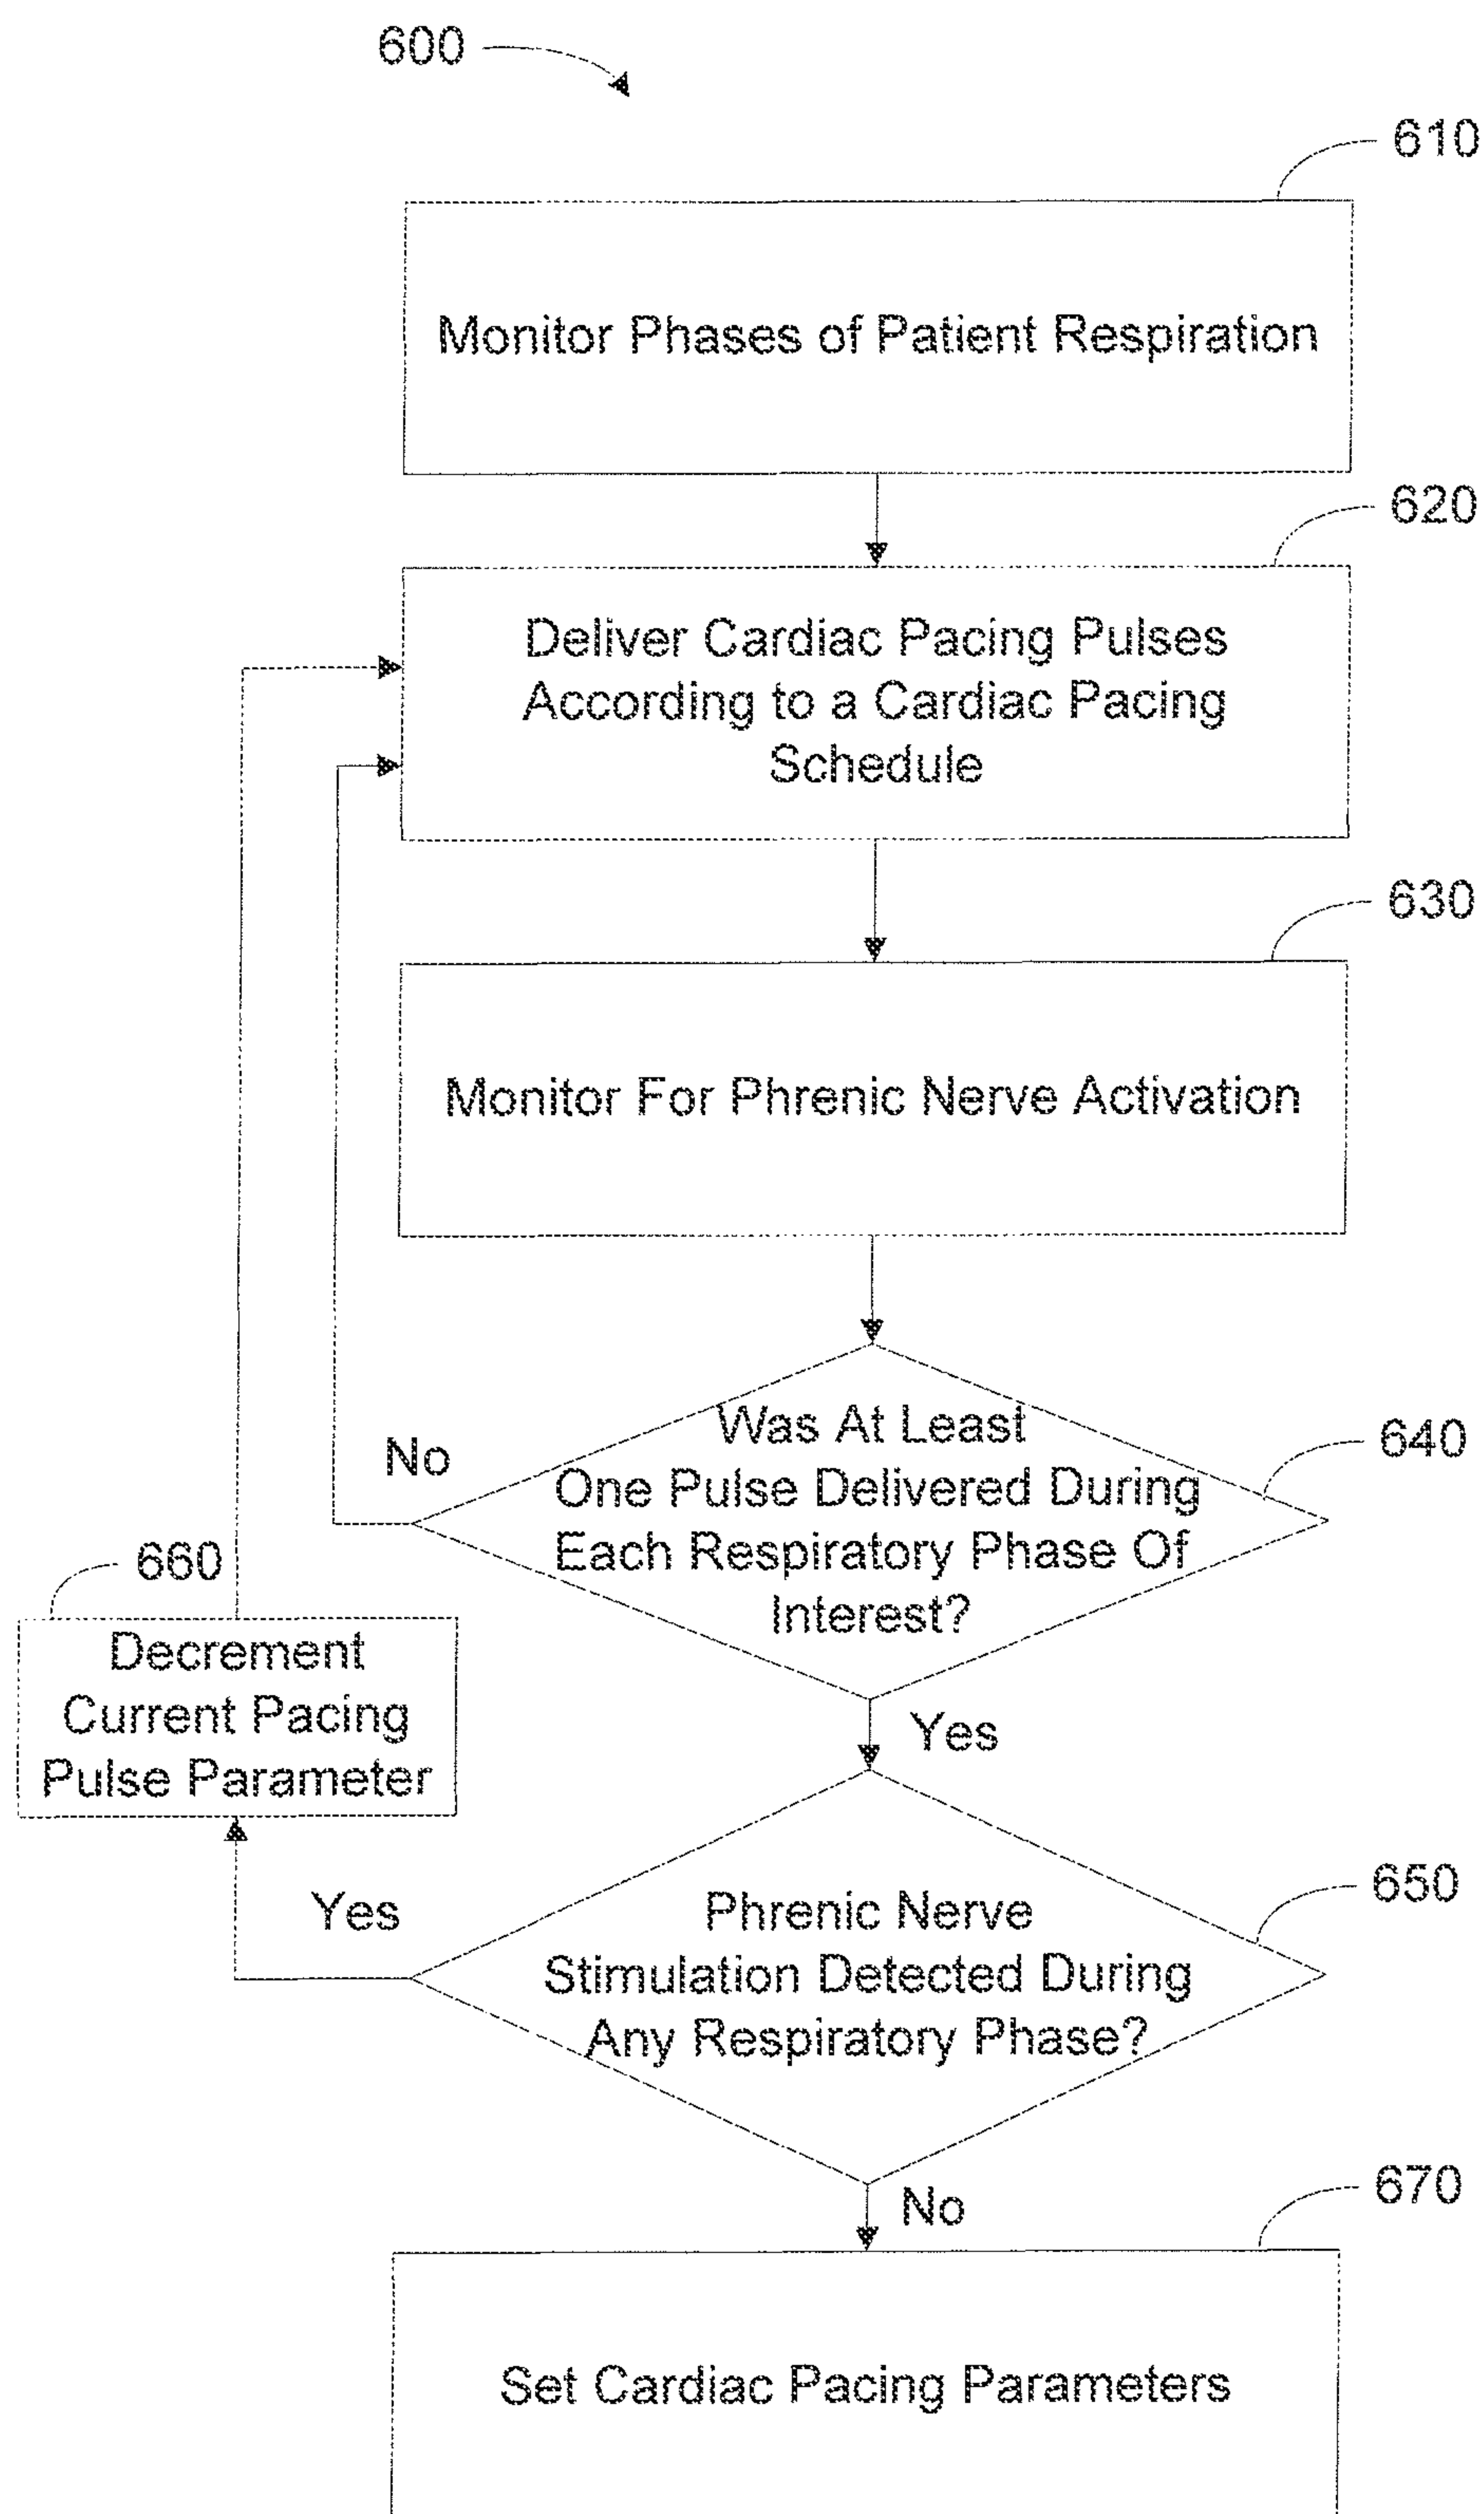 600
610
Monitor Phases of Patient Respiration
620
Deliver Cardiac Pacing Pulses
According to a Cardiac Pacing
Schedule
630
Monitor For Phrenic Nerve Activation
640
Was At Least
One Pulse Delivered During
Each Respiratory Phase Of
Interest?
No
Yes
660
Decrement
Current Pacing
Pulse Parameter
Yes
650
Phrenic Nerve
Stimulation Detected During
Any Respiratory Phase?
No
670
Set Cardiac Pacing Parameters